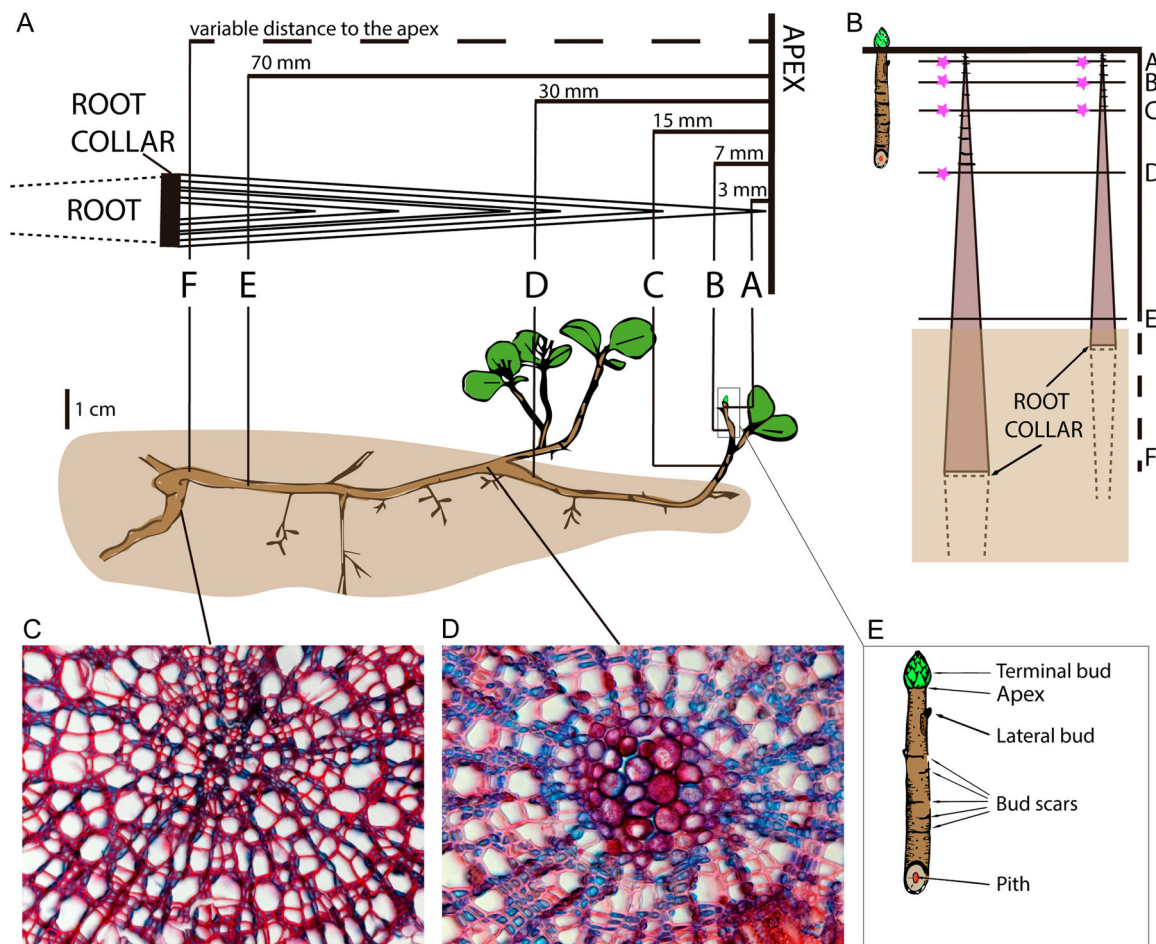 A
variable distance to the apex
APEX
70 mm
30 mm
15 mm
7 mm
3 mm
ROOT
COLLAR
ROOT
F E D C B A
1 cm
B
A
B
C
D
E
ROOT
COLLAR
F
C
D
E
Terminal bud
Apex
Lateral bud
Bud scars
Pith